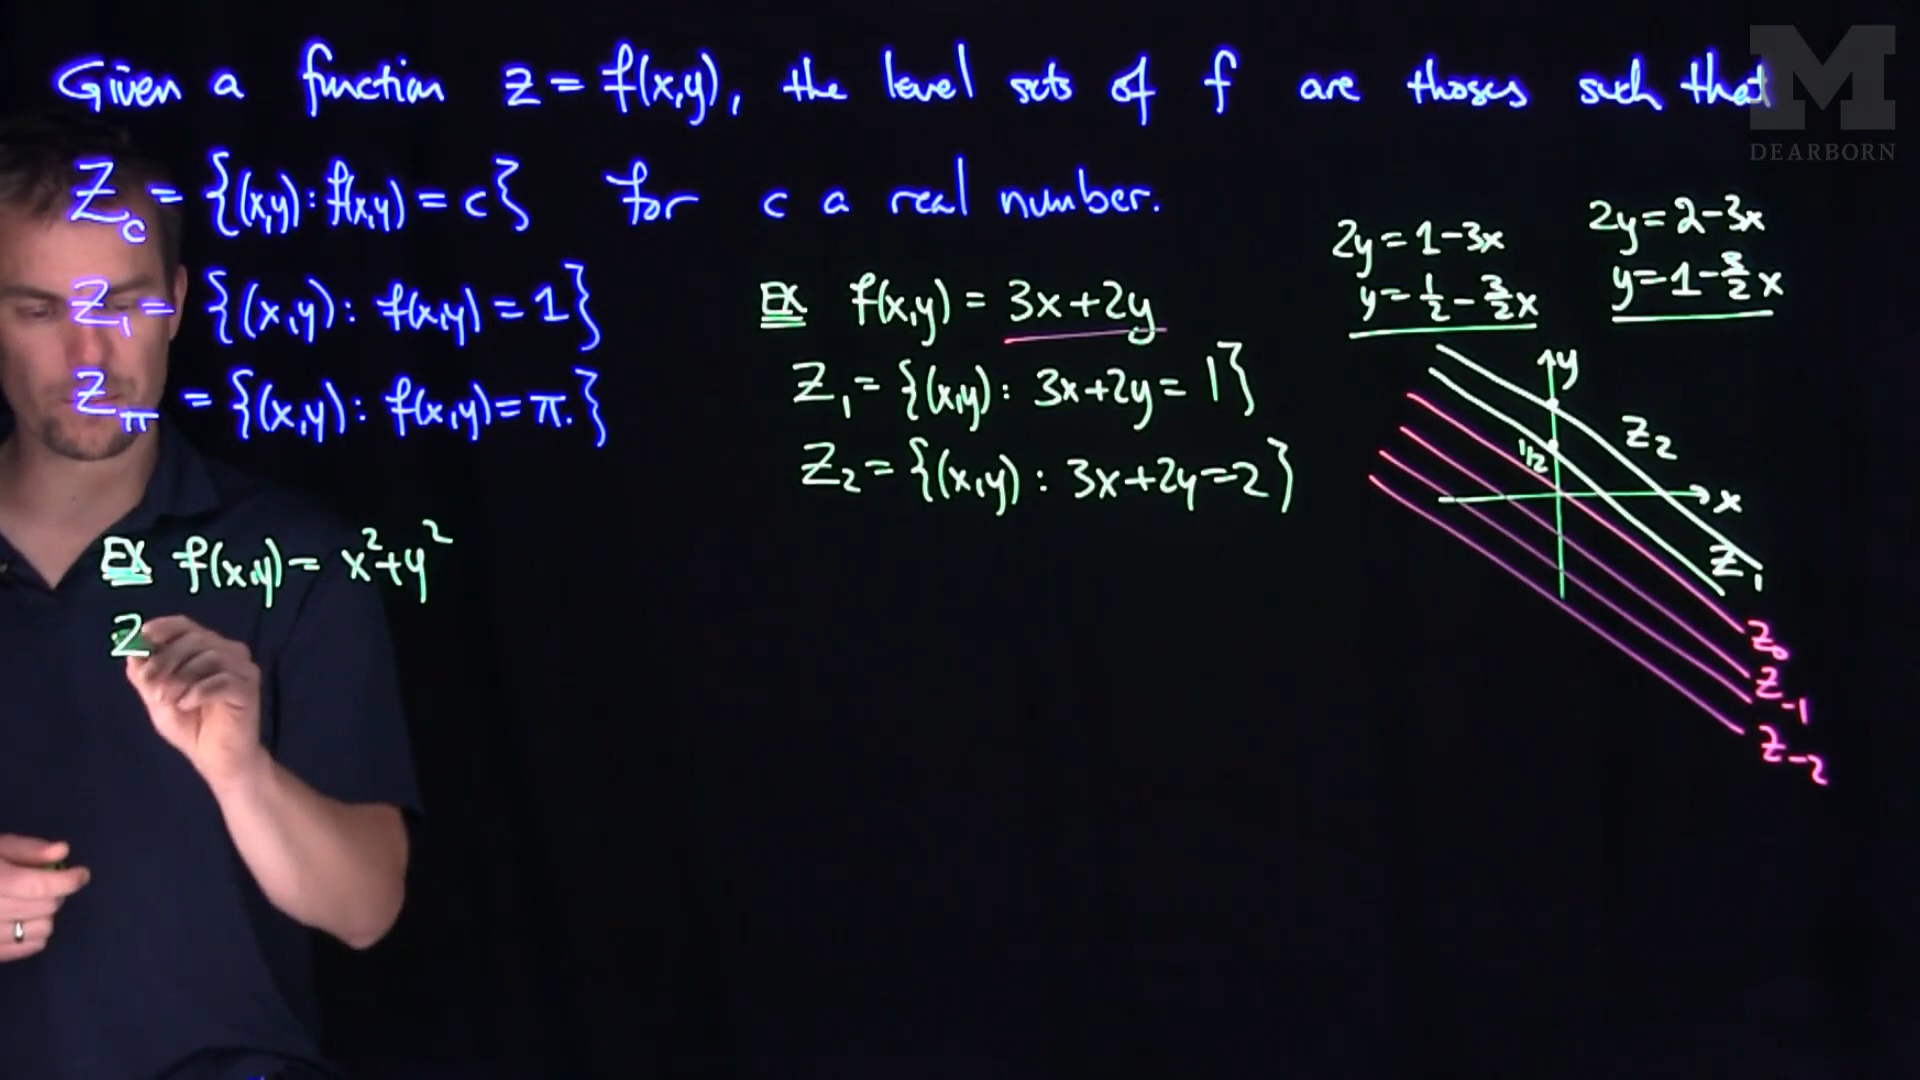 Given a function z = f(x,y), the level sets of f are thoses such that
M
DEARBORN
Z_c = {(x,y): f(x,y) = c} for c a real number.
Z_1 = {(x,y): f(x,y) = 1}
Z_π = {(x,y): f(x,y) = π.}
EX f(x,y) = 3x+2y
Z_1 = {(x,y): 3x+2y = 1}
Z_2 = {(x,y): 3x+2y = 2}
2y = 1 - 3x
y = 1/2 - 3/2 x
2y = 2 - 3x
y = 1 - 3/2 x
y
Z_2
1/2
x
Z_1
Z_0
Z_-1
Z_-2
EX f(x,y) = x²+y²
Z